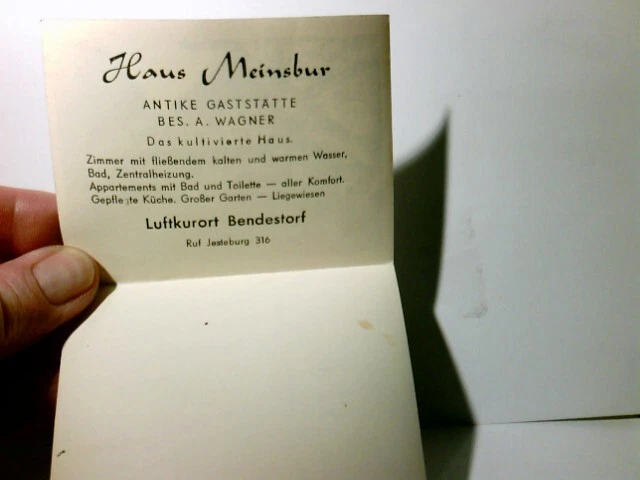 Haus Meinsbur
ANTIKE GASTSTÄTTE
BES. A. WAGNER
Das kultivierte Haus.
Zimmer mit fließendem kalten und warmen Wasser,
Bad, Zentralheizung.
Appartements mit Bad und Toilette — aller Komfort.
Gepflegte Küche. Großer Garten — Liegewiesen
Luftkurort Bendestorf
Ruf Jesteburg 316